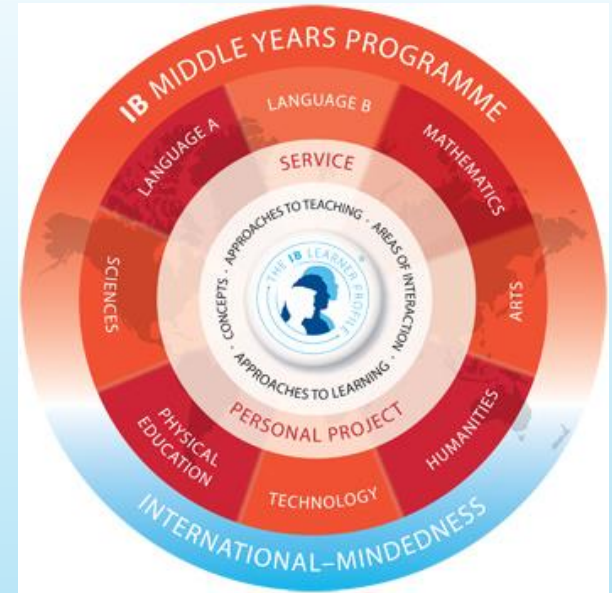 IB MIDDLE YEARS PROGRAMME
LANGUAGE B
LANGUAGE A
MATHEMATICS
SERVICE
SCIENCES
ARTS
CONCEPTS · APPROACHES TO TEACHING · AREAS OF INTERACTION ·
THE IB LEARNER PROFILE
APPROACHES TO LEARNING ·
PERSONAL PROJECT
PHYSICAL
EDUCATION
HUMANITIES
TECHNOLOGY
INTERNATIONAL–MINDEDNESS